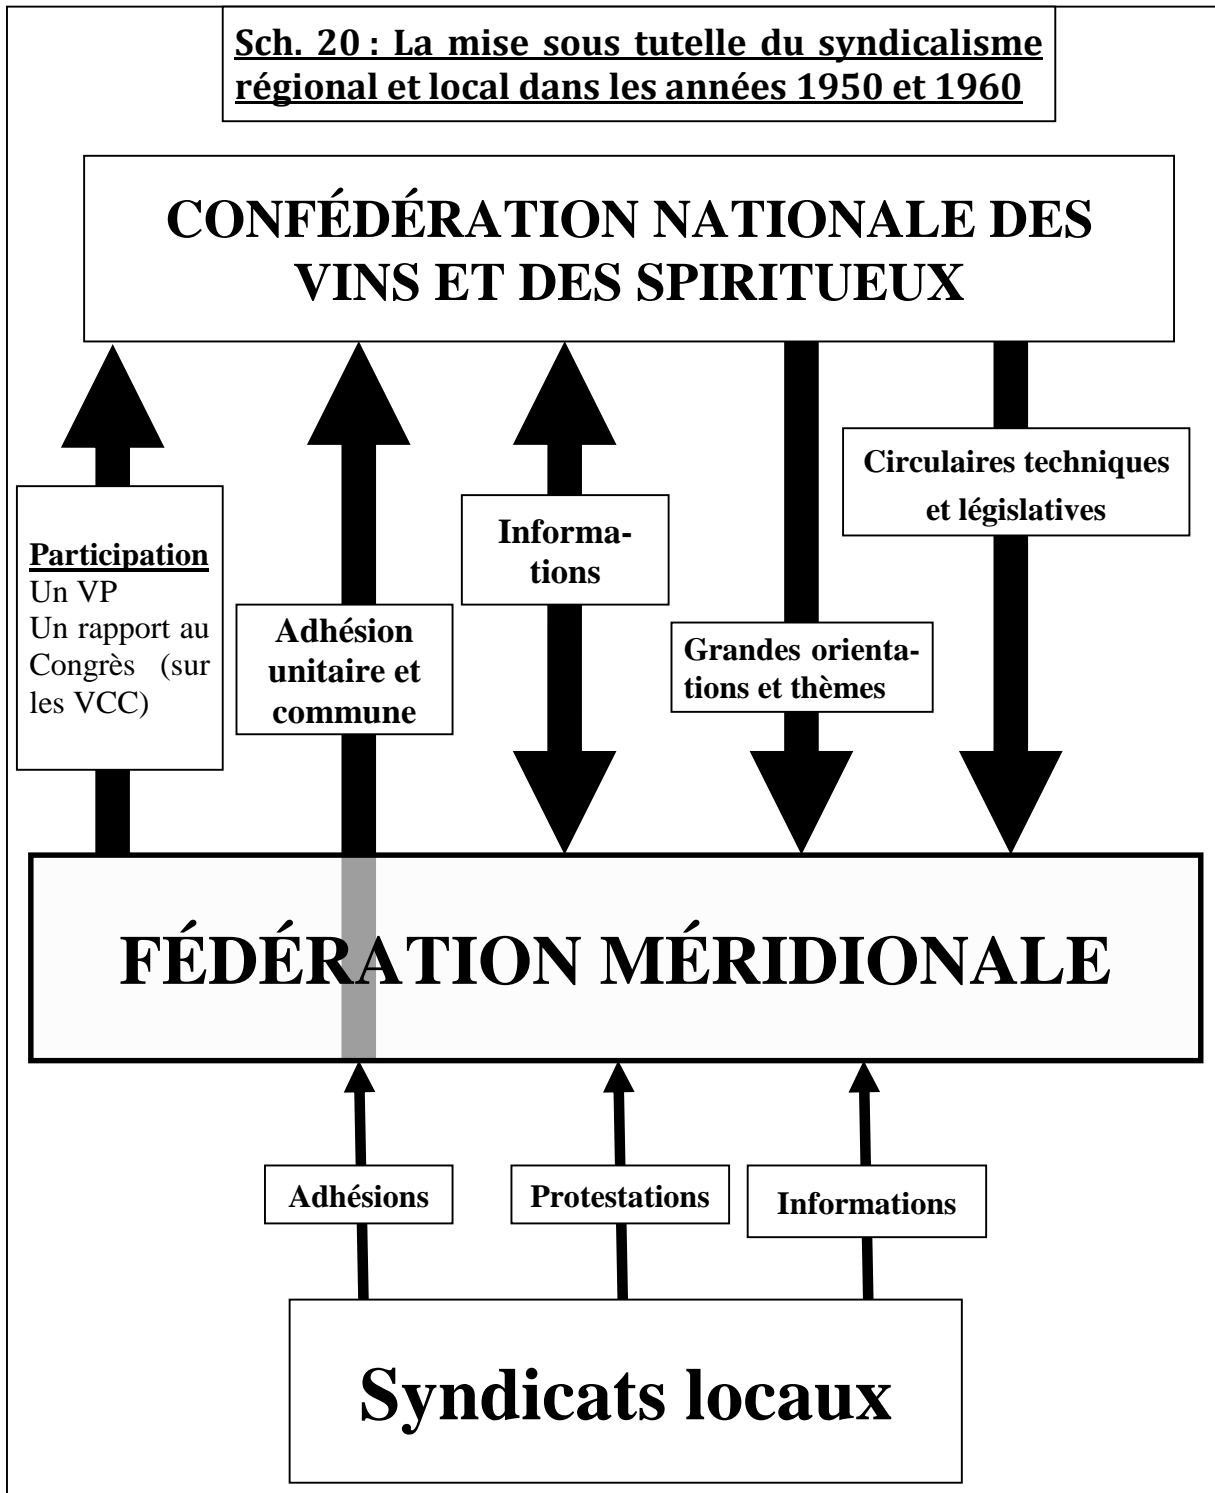 Sch. 20 : La mise sous tutelle du syndicalisme
régional et local dans les années 1950 et 1960
CONFÉDÉRATION NATIONALE DES
VINS ET DES SPIRITUEUX
Participation
Un VP
Un rapport au
Congrès (sur
les VCC)
Adhésion
unitaire et
commune
Informa-
tions
Grandes orienta-
tions et thèmes
Circulaires techniques
et législatives
FÉDÉRATION MÉRIDIONALE
Adhésions
Protestations
Informations
Syndicats locaux